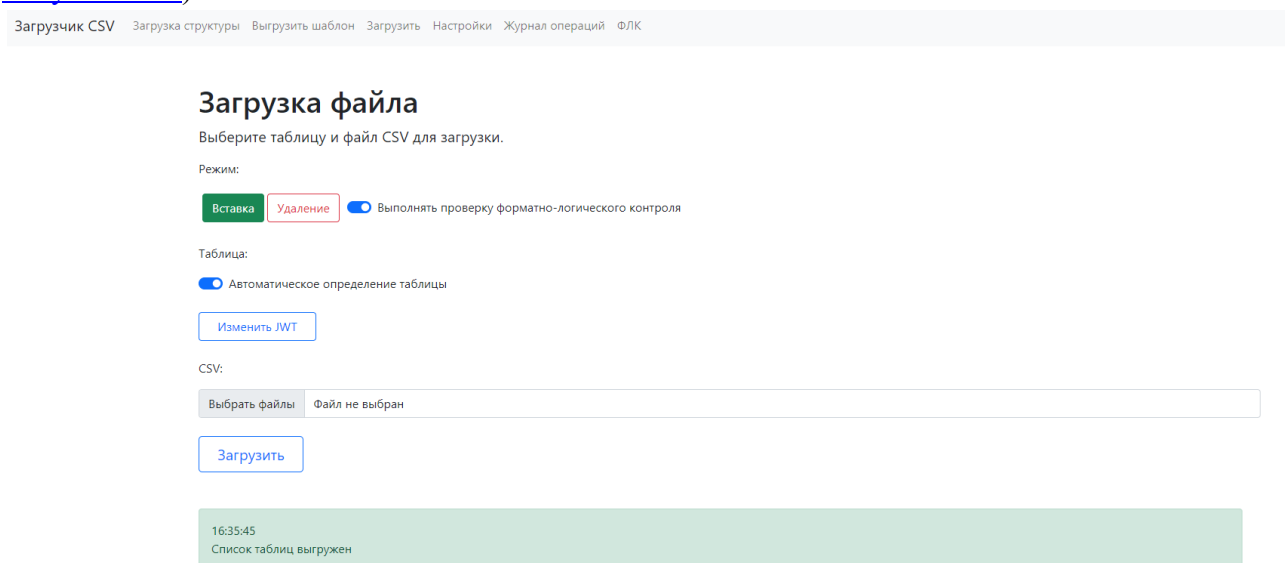 Загрузчик CSV Загрузка структуры Выгрузить шаблон Загрузить Настройки Журнал операций ФЛК
Загрузка файла
Выберите таблицу и файл CSV для загрузки.
Режим:
Вставка Удаление Выполнять проверку форматно-логического контроля
Таблица:
Автоматическое определение таблицы
Изменить JWT
CSV:
Выбрать файлы Файл не выбран
Загрузить
16:35:45
Список таблиц выгружен